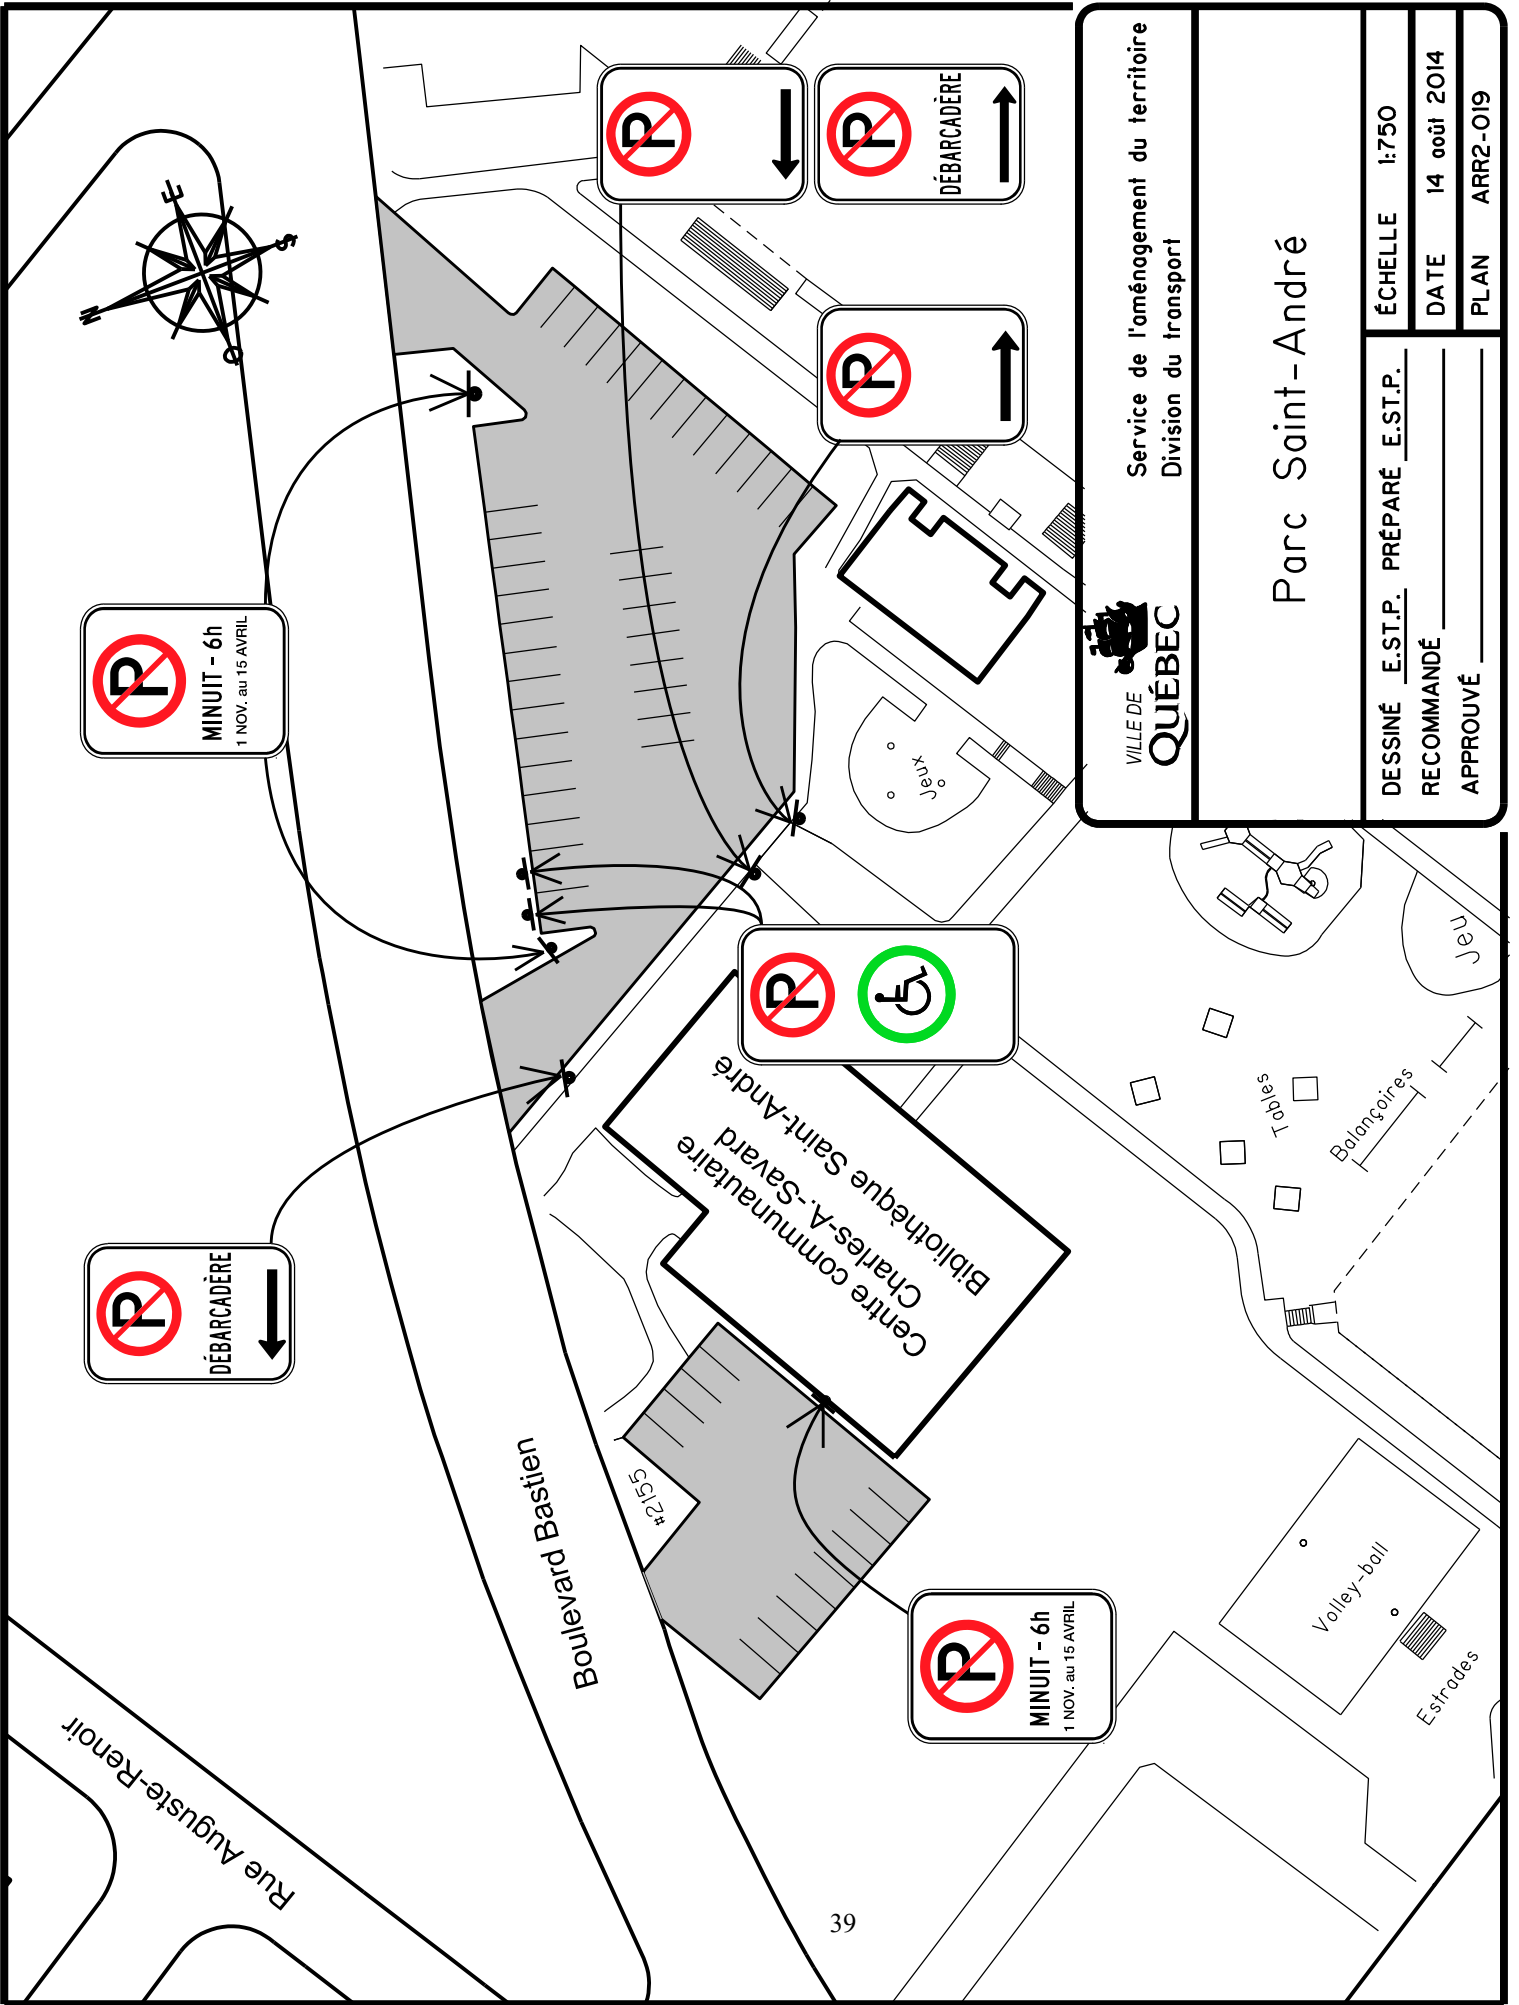 P
P
DÉBARCADÈRE
P
P
MINUIT - 6h
1 NOV. au 15 AVRIL
P
P
DÉBARCADÈRE
P
MINUIT - 6h
1 NOV. au 15 AVRIL
N
E
S
O
Boulevard Bastien
Rue Auguste-Renoir
#2155
Centre communautaire
Charles-A.-Savard
Bibliothèque Saint-André
Jeux
Jeu
Tables
Balançoires
Volley-ball
Estrades
VILLE DE
QUÉBEC
Service de l'aménagement du territoire
Division du transport
Parc Saint-André
DESSINÉ E.ST.P. PRÉPARÉ E.ST.P.
RECOMMANDÉ
APPROUVÉ
ÉCHELLE 1:750
DATE 14 août 2014
PLAN ARR2-019
39